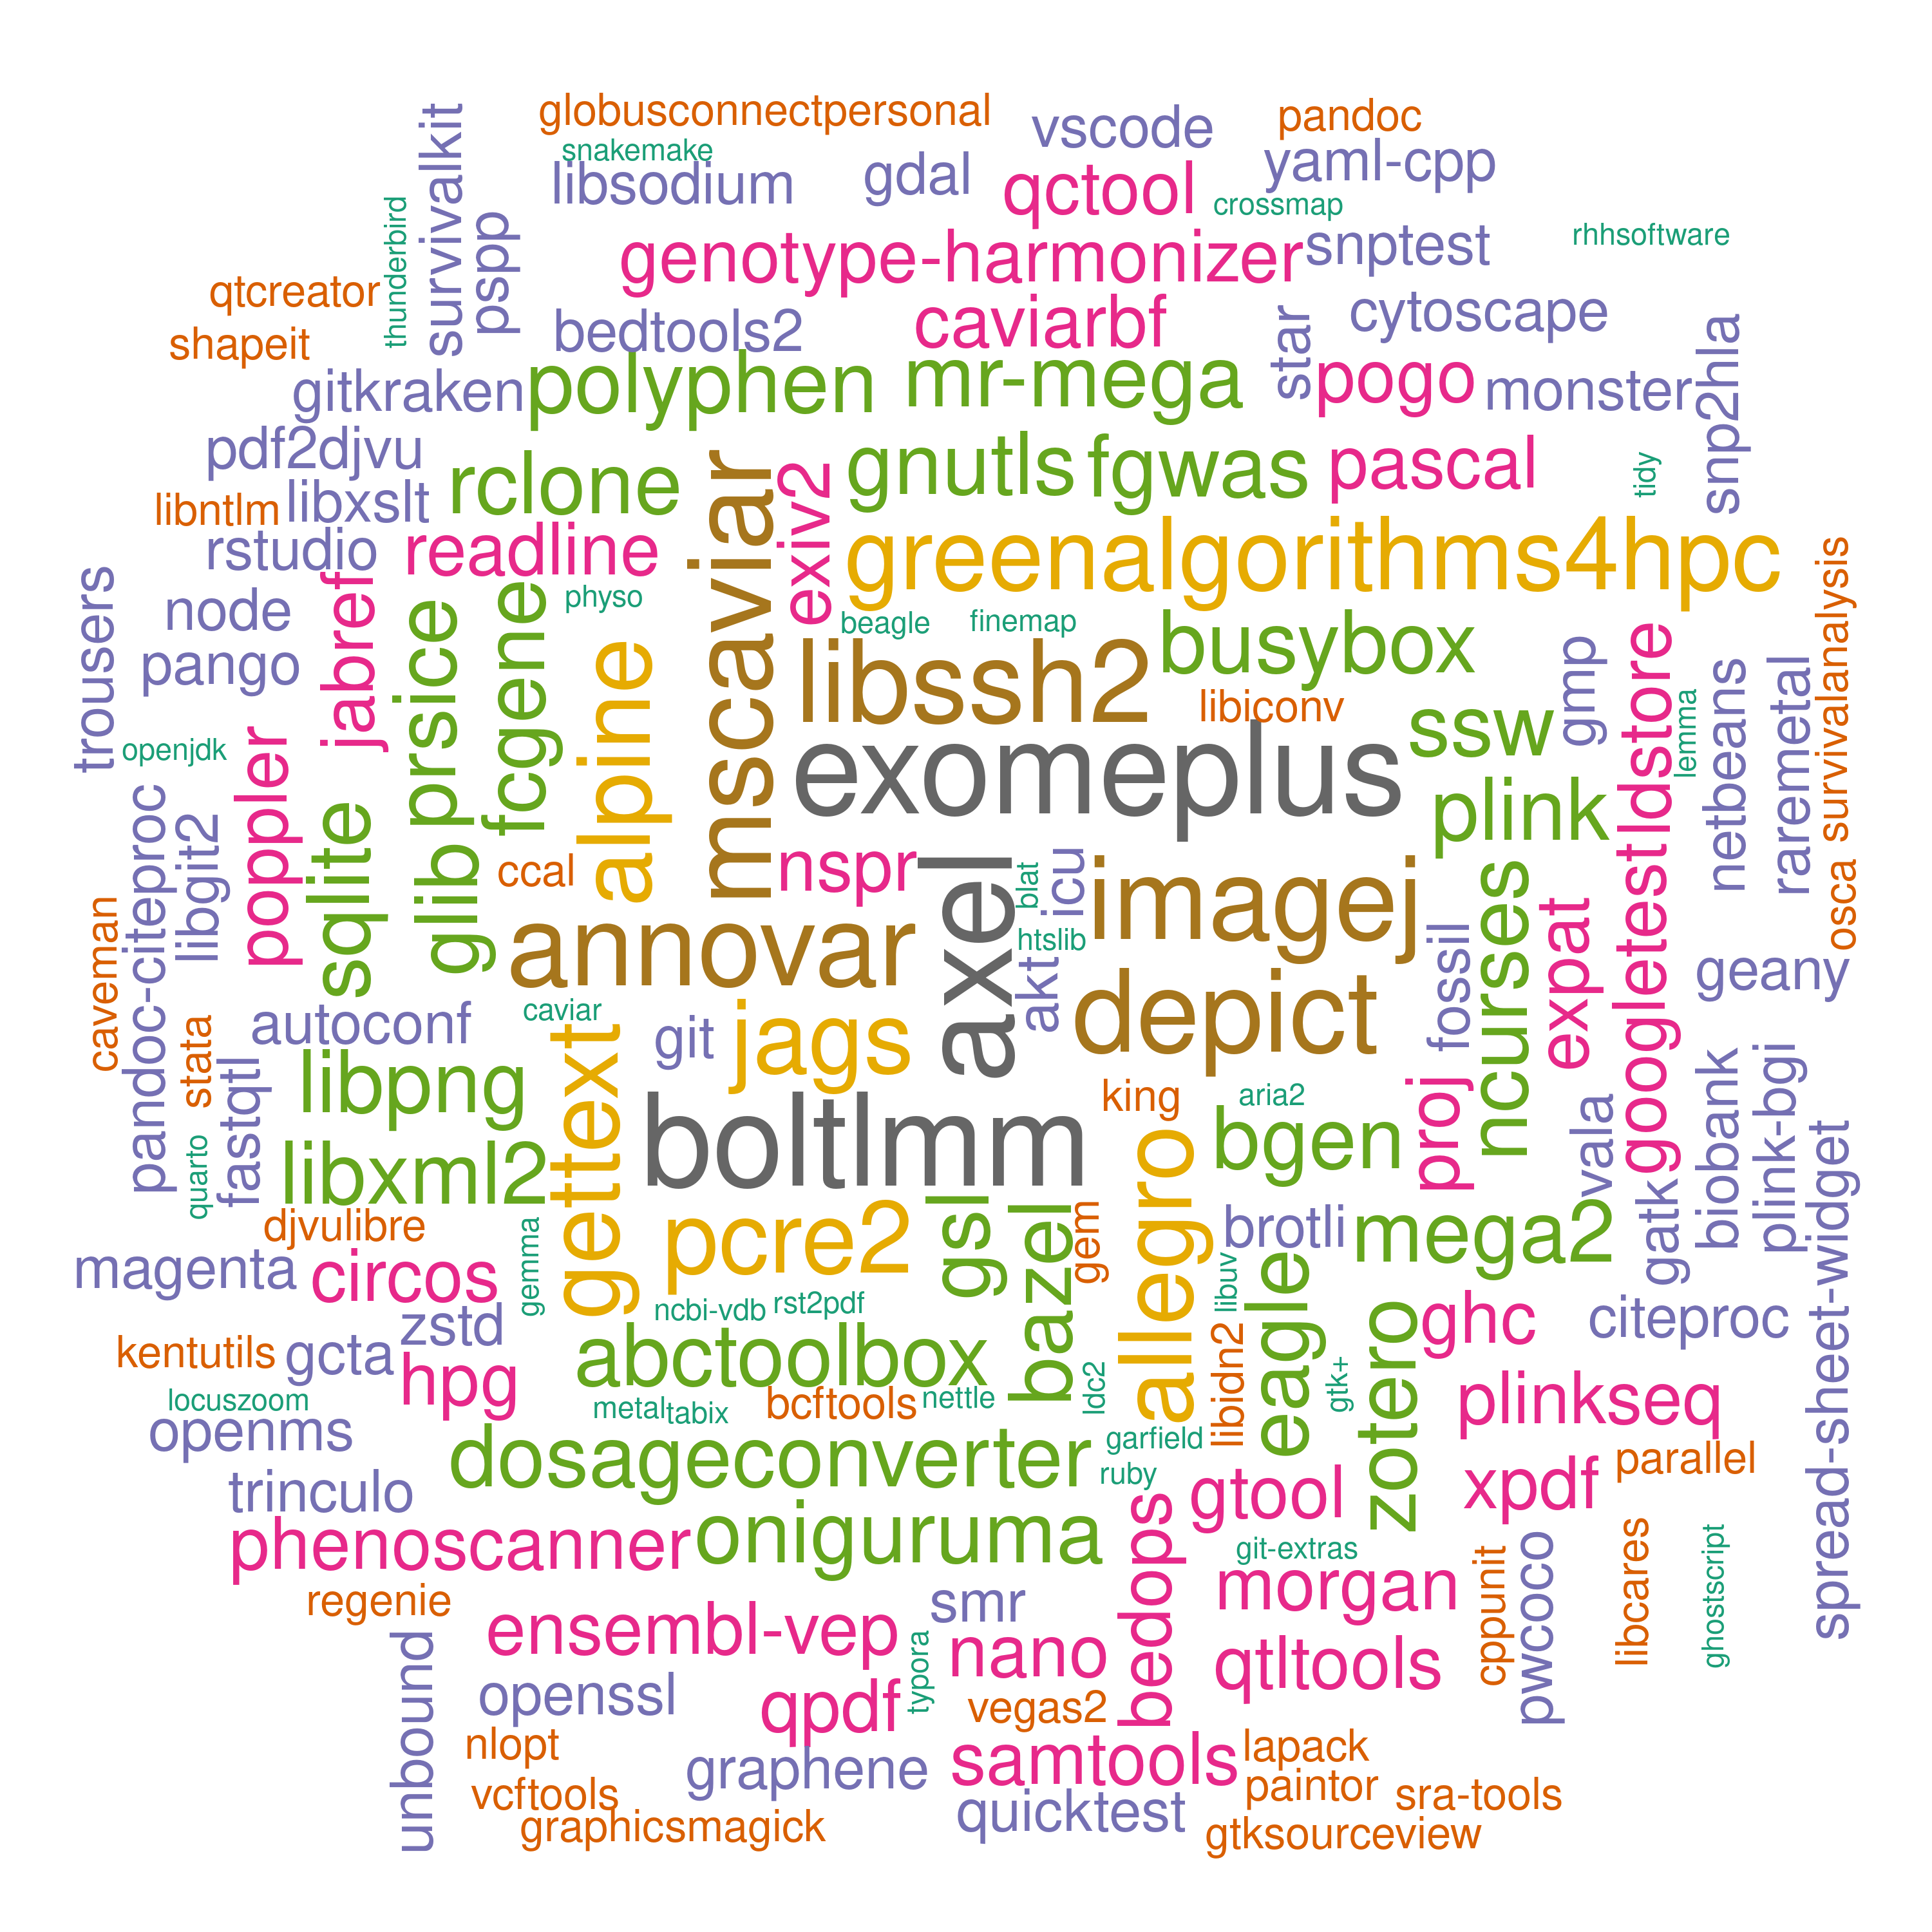 globusconnectpersonal
vscode
pandoc
snakemake
survivalkit
libsodium
gdal
qctool
yaml-cpp
crossmap
thunderbird
pspp
genotype-harmonizer
snptest
rhhsoftware
qtcreator
shapeit
bedtools2
caviarbf
star
cytoscape
snp2hla
gitkraken
polyphen
mr-mega
pogo
monster
pdf2djvu
rclone
mscaviar
exiv2
gnutls
fgwas
pascal
tidy
libntlm
libxslt
rstudio
readline
greenalgorithms4hpc
survivalanalysis
trousers
node
jabref
prsice
fcgene
physo
alpine
beagle
finemap
busybox
gmp
ldstore
pango
libssh2
libiconv
ssw
lemma
netbeans
raremetal
openjdk
poppler
exomeplus
plink
pandoc-citeproc
libgit2
sqlite
glib
ccal
nspr
axel
blat
icu
imagej
ncurses
expat
googletest
osca
caveman
annovar
htslib
akt
depict
fossil
geany
autoconf
caviar
git
jags
stata
fastqtl
libpng
gettext
king
aria2
proj
vala
biobank
plink-bgi
quarto
libxml2
boltlmm
allegro
bgen
gatk
spread-sheet-widget
djvulibre
magenta
circos
gemma
pcre2
gsl
bazel
gem
libuv
brotli
mega2
ncbi-vdb
rst2pdf
eagle
kentutils
gcta
zstd
hpg
abctoolbox
ldc2
libidn2
gtk+
zotero
ghc
citeproc
locuszoom
openms
metal
tabix
bcftools
nettle
plinkseq
dosageconverter
garfield
ruby
parallel
trinculo
gtool
xpdf
phenoscanner
oniguruma
bedops
git-extras
cppunit
pwcoco
libcares
ghostscript
regenie
smr
morgan
unbound
ensembl-vep
typora
nano
qtltools
openssl
qpdf
vegas2
nlopt
graphene
samtools
lapack
vcftools
paintor
sra-tools
graphicsmagick
quicktest
gtksourceview